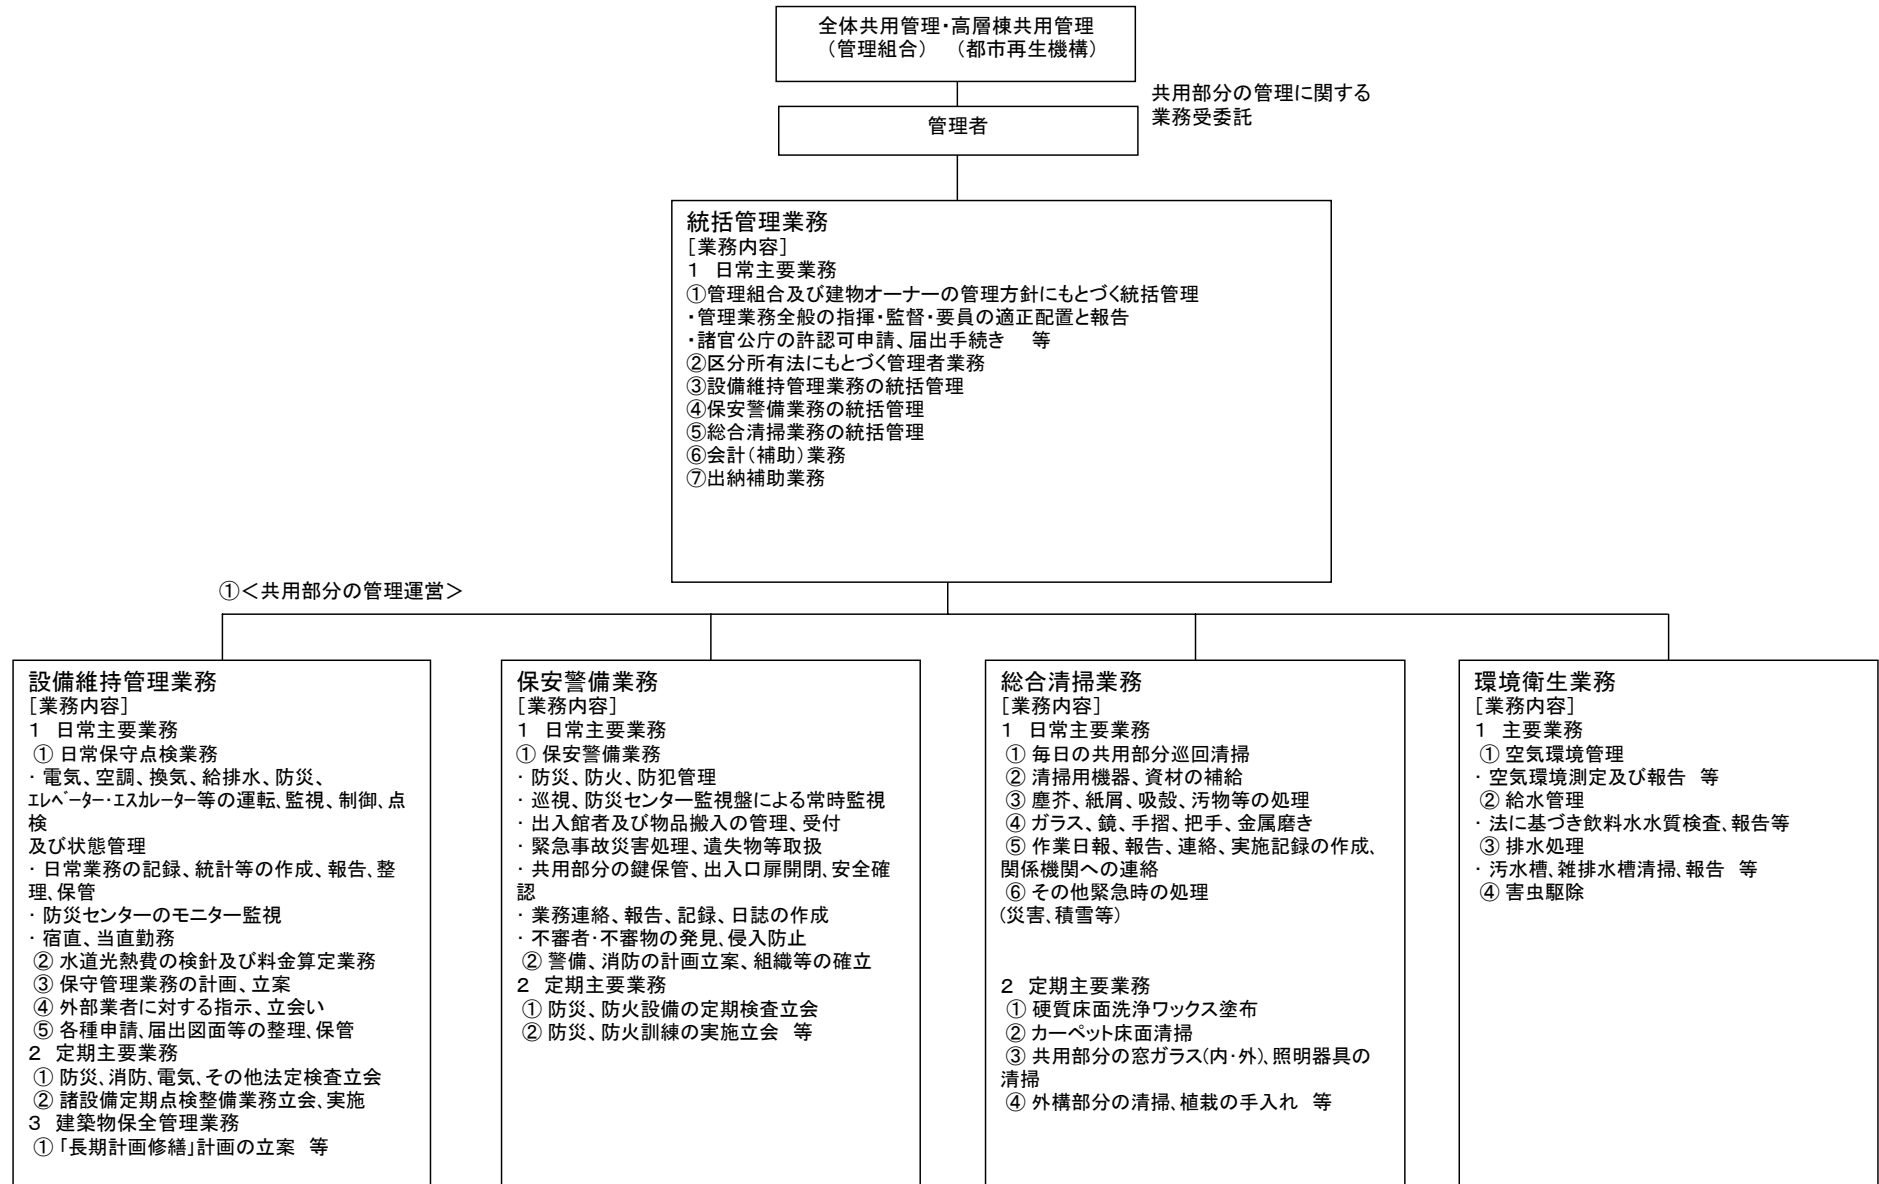 全体共用管理・高層棟共用管理
(管理組合) (都市再生機構)
共用部分の管理に関する
業務受委託
管理者
統括管理業務
[業務内容]
1 日常主要業務
①管理組合及び建物オーナーの管理方針にもとづく統括管理
・管理業務全般の指揮・監督・要員の適正配置と報告
・諸官公庁の許認可申請、届出手続き 等
②区分所有法にもとづく管理者業務
③設備維持管理業務の統括管理
④保安警備業務の統括管理
⑤総合清掃業務の統括管理
⑥会計(補助)業務
⑦出納補助業務
①<共用部分の管理運営>
設備維持管理業務
[業務内容]
1 日常主要業務
① 日常保守点検業務
・電気、空調、換気、給排水、防災、
エレベーター・エスカレーター等の運転、監視、制御、点
検
及び状態管理
・日常業務の記録、統計等の作成、報告、整
理、保管
・防災センターのモニター監視
・宿直、当直勤務
② 水道光熱費の検針及び料金算定業務
③ 保守管理業務の計画、立案
④ 外部業者に対する指示、立会い
⑤ 各種申請、届出図面等の整理、保管
2 定期主要業務
① 防災、消防、電気、その他法定検査立会
② 諸設備定期点検整備業務立会、実施
3 建築物保全管理業務
① 「長期計画修繕」計画の立案 等
保安警備業務
[業務内容]
1 日常主要業務
① 保安警備業務
・防災、防火、防犯管理
・巡視、防災センター監視盤による常時監視
・出入館者及び物品搬入の管理、受付
・緊急事故災害処理、遺失物等取扱
・共用部分の鍵保管、出入口扉開閉、安全確
認
・業務連絡、報告、記録、日誌の作成
・不審者・不審物の発見、侵入防止
② 警備、消防の計画立案、組織等の確立
2 定期主要業務
① 防災、防火設備の定期検査立会
② 防災、防火訓練の実施立会 等
総合清掃業務
[業務内容]
1 日常主要業務
① 毎日の共用部分巡回清掃
② 清掃用機器、資材の補給
③ 塵芥、紙屑、吸殻、汚物等の処理
④ ガラス、鏡、手摺、把手、金属磨き
⑤ 作業日報、報告、連絡、実施記録の作成、
関係機関への連絡
⑥ その他緊急時の処理
(災害、積雪等)
2 定期主要業務
① 硬質床面洗浄ワックス塗布
② カーペット床面清掃
③ 共用部分の窓ガラス(内・外)、照明器具の
清掃
④ 外構部分の清掃、植栽の手入れ 等
環境衛生業務
[業務内容]
1 主要業務
① 空気環境管理
・空気環境測定及び報告 等
② 給水管理
・法に基づき飲料水水質検査、報告等
③ 排水処理
・汚水槽、雑排水槽清掃、報告 等
④ 害虫駆除